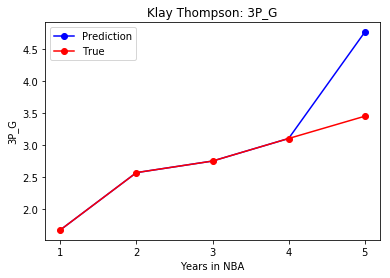 Klay Thompson: 3P_G
Prediction
True
4.5
4.0
3.5
3.0
2.5
2.0
3P_G
1 2 3 4 5
Years in NBA